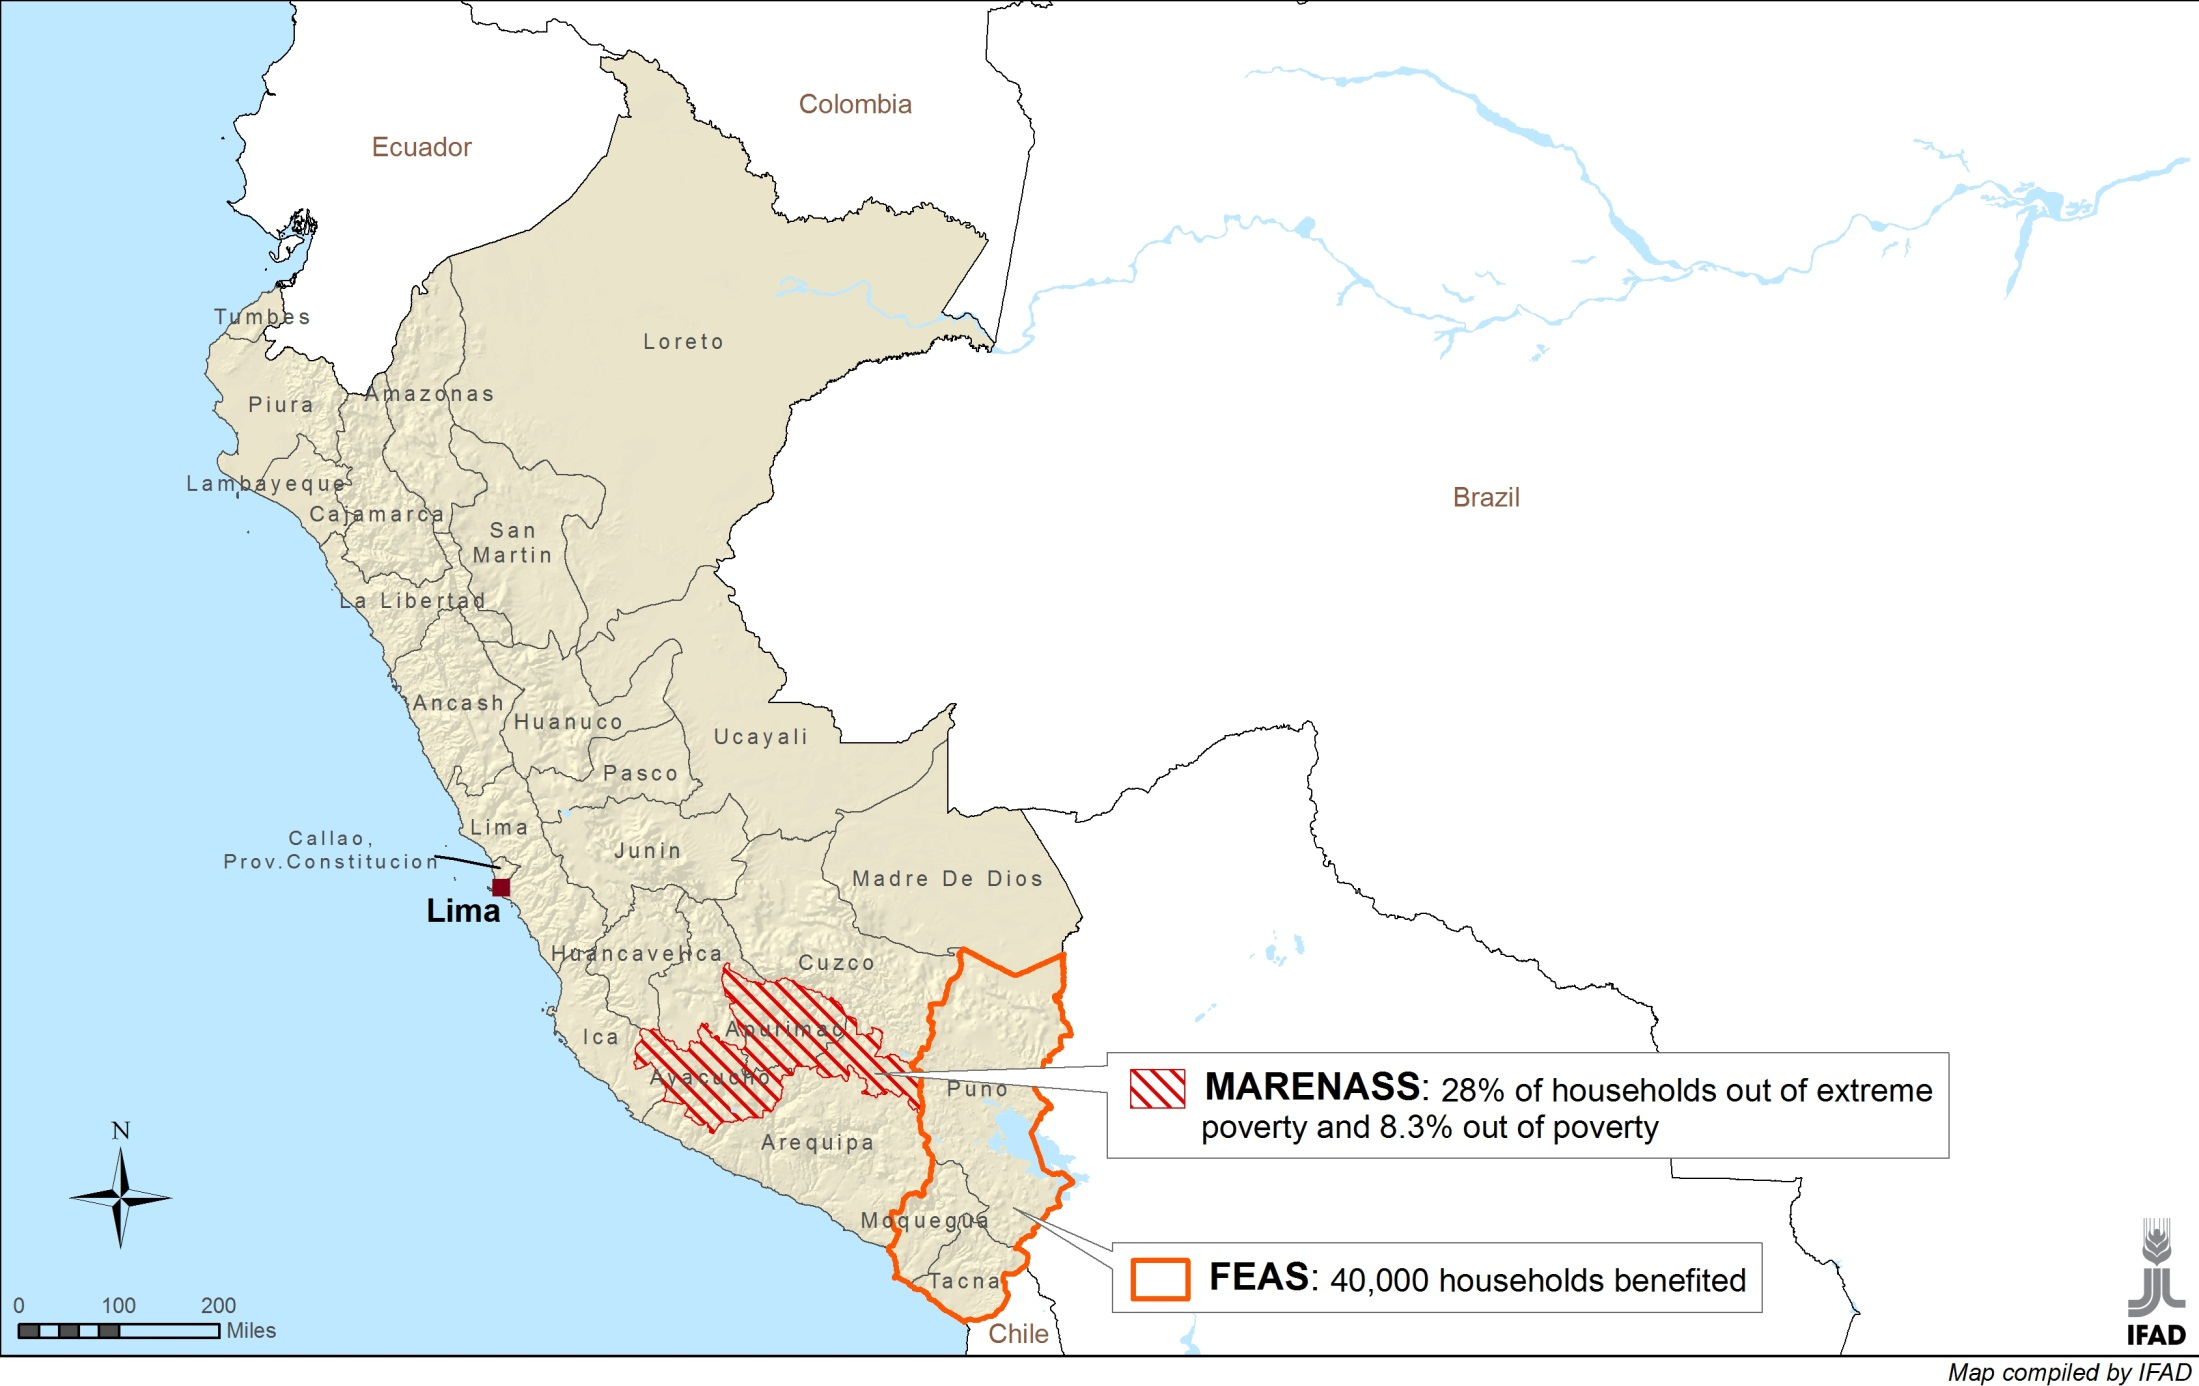 Colombia
Ecuador
Tumbes
Loreto
Amazonas
Piura
Lambayeque
Brazil
Cajamarca
San
Martin
La Libertad
Ancash
Huanuco
Ucayali
Pasco
Lima
Callao,
Prov.Constitucion
Junin
Madre De Dios
Lima
Huancavelica
Cuzco
Apurimac
Ica
Ayacucho
Puno
MARENASS: 28% of households out of extreme
poverty and 8.3% out of poverty
Arequipa
N
Moquegua
FEAS: 40,000 households benefited
Tacna
0 100 200
Miles
Chile
IFAD
Map compiled by IFAD